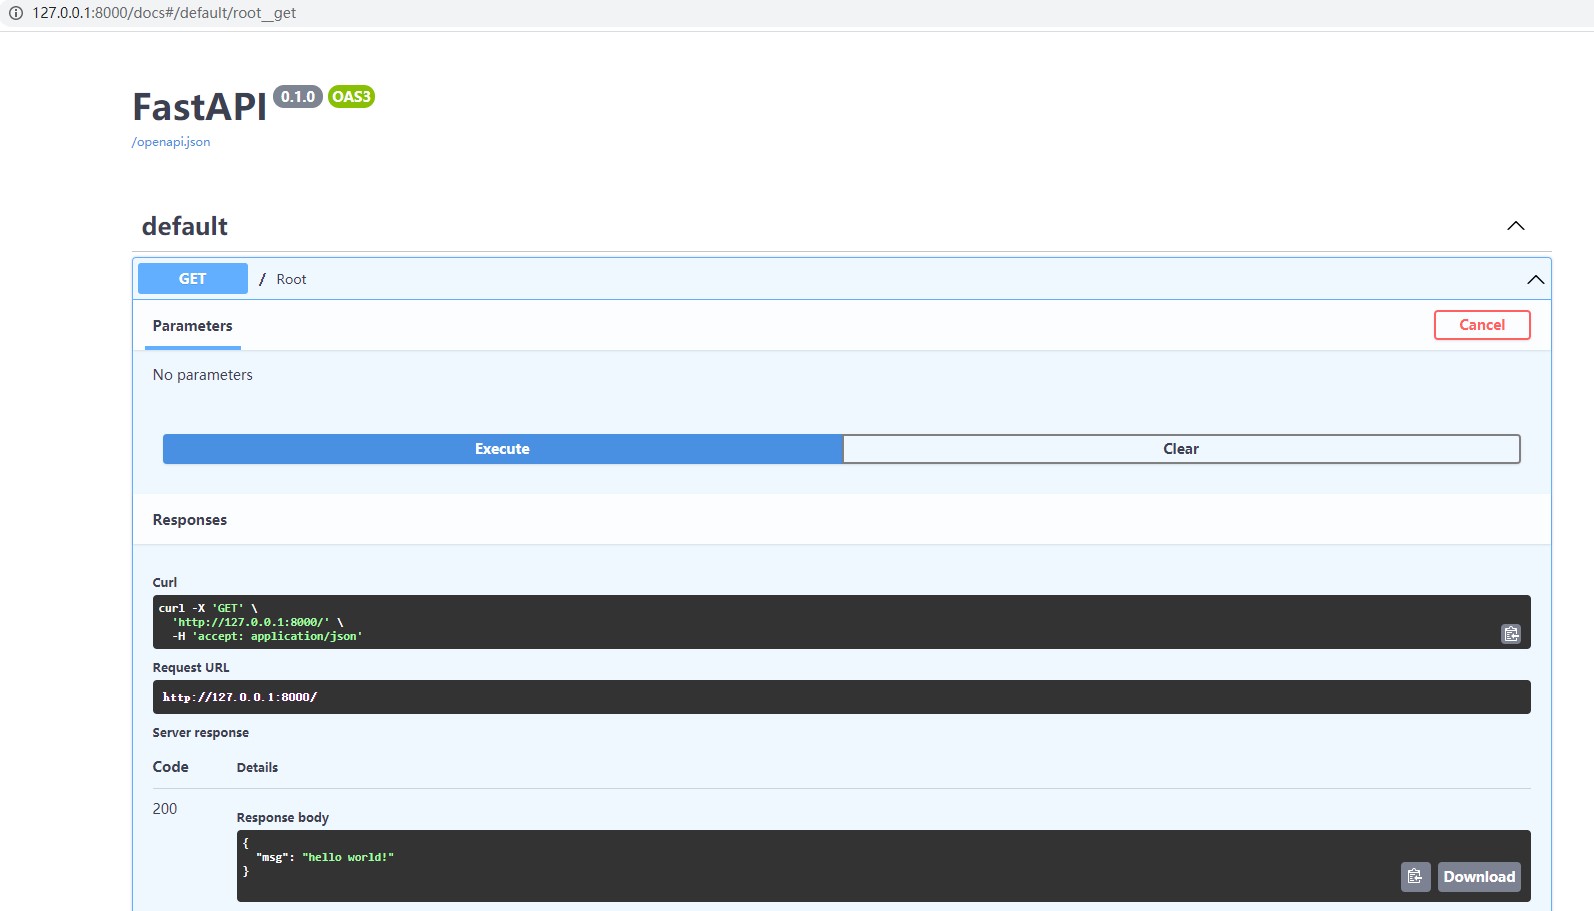 127.0.0.1:8000/docs#/default/root__get
FastAPI 0.1.0 OAS3
/openapi.json
default
GET / Root
Parameters Cancel
No parameters
Execute Clear
Responses
Curl
curl -X 'GET' \
'http://127.0.0.1:8000/' \
-H 'accept: application/json'
Request URL
http://127.0.0.1:8000/
Server response
Code Details
200
Response body
{
"msg": "hello world!"
}
Download